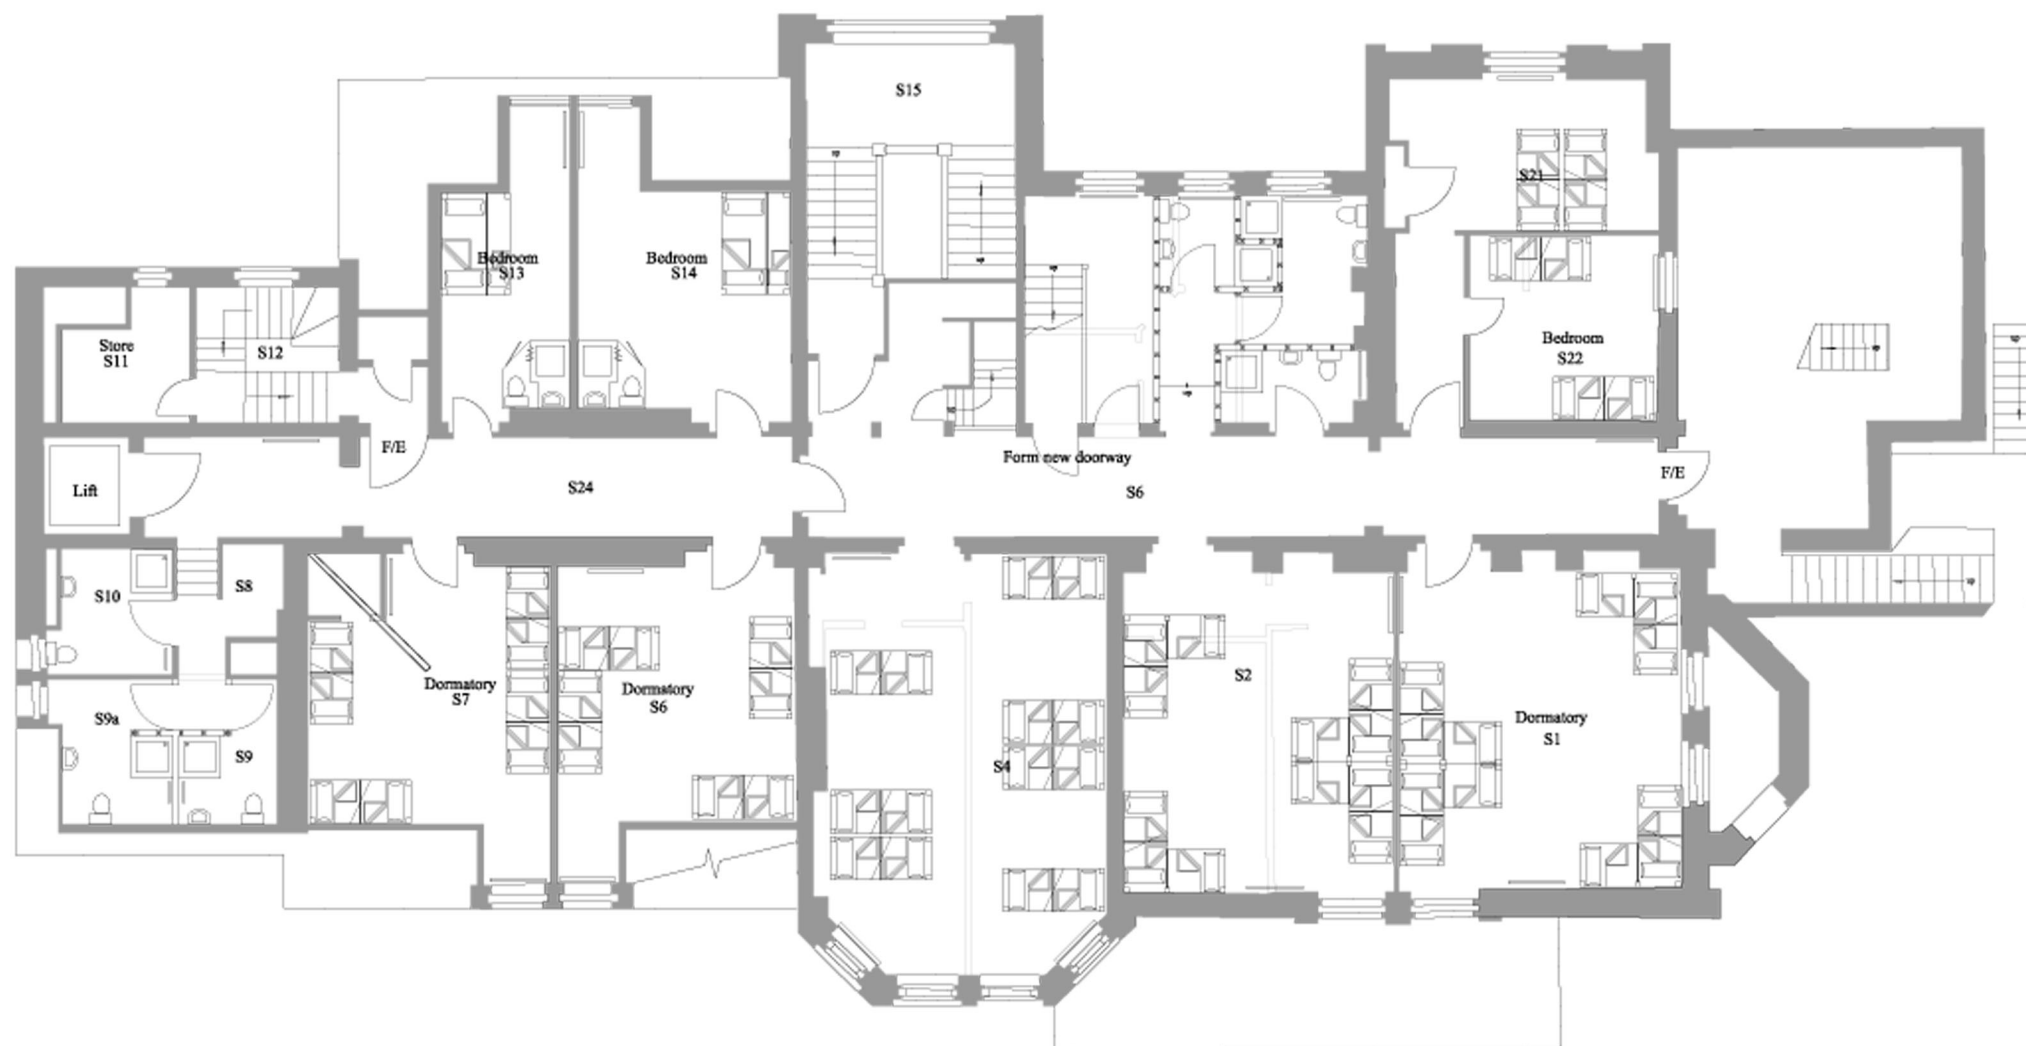 S15
S21
Bedroom
S13
Bedroom
S14
Store
S11
S12
Bedroom
S22
F/E
Form new doorway
F/E
Lift
S24
S6
S10
S8
Dormatory
S7
Dormatory
S6
S2
S9a
S9
S4
Dormatory
S1